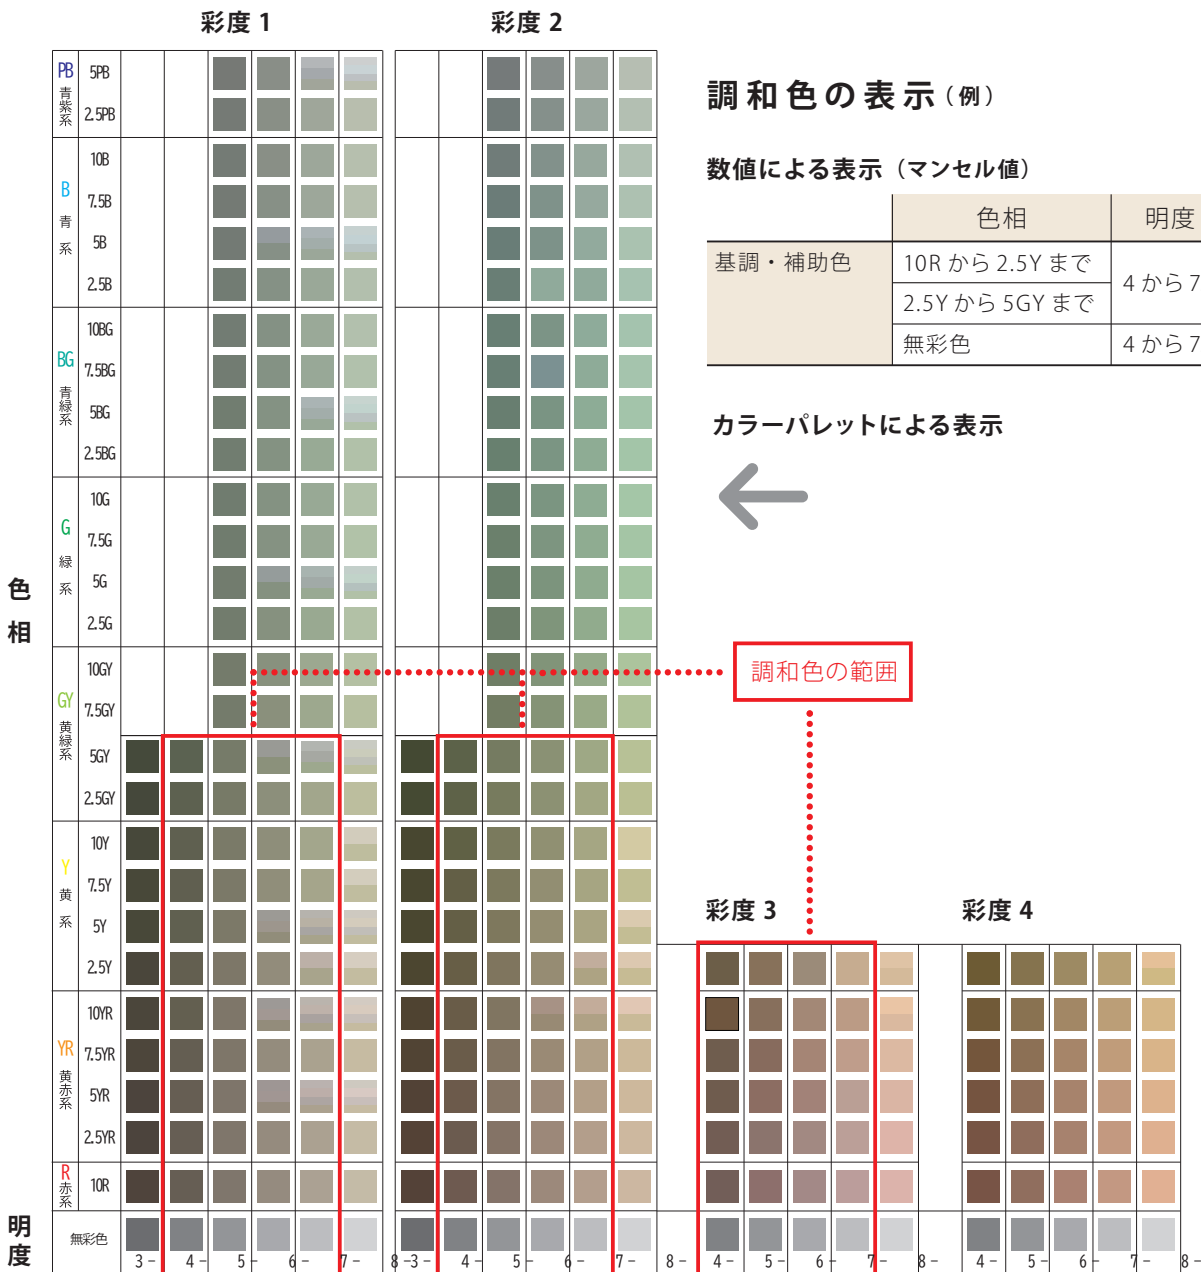 彩度 1
彩度 2
PB
青紫系
5PB
2.5PB
B
青
系
10B
7.5B
5B
2.5B
BG
青緑系
10BG
7.5BG
5BG
2.5BG
G
緑
系
10G
7.5G
5G
2.5G
GY
黄緑系
10GY
7.5GY
5GY
2.5GY
Y
黄
系
10Y
7.5Y
5Y
2.5Y
YR
黄赤系
10YR
7.5YR
5YR
2.5YR
R
赤系
10R
無彩色
色相
明度
調和色の表示（例）
数値による表示（マンセル値）
色相 明度
基調・補助色 10R から 2.5Y まで 4 から 7
2.5Y から 5GY まで
無彩色 4 から 7
カラーパレットによる表示
調和色の範囲
彩度 3
彩度 4
3 – 4 – 5 – 6 – 7 – 8 –3 – 4 – 5 – 6 – 7 – 8 – 4 – 5 – 6 – 7 – 8 – 4 – 5 – 6 – 7 – 8 –